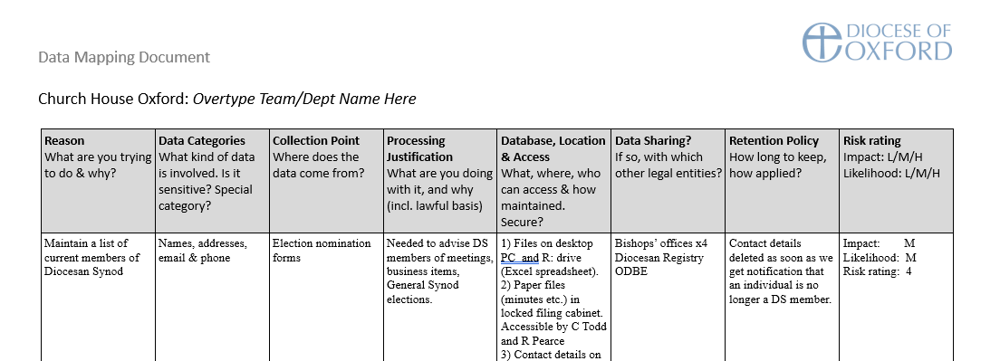 DIOCESE OF
OXFORD
Data Mapping Document
Church House Oxford: Overtype Team/Dept Name Here
Reason
What are you trying
to do & why?
Data Categories
What kind of data
is involved. Is it
sensitive? Special
category?
Collection Point
Where does the
data come from?
Processing
Justification
What are you doing
with it, and why
(incl. lawful basis)
Database, Location
& Access
What, where, who
can access & how
maintained.
Secure?
Data Sharing?
If so, with which
other legal entities?
Retention Policy
How long to keep,
how applied?
Risk rating
Impact: L/M/H
Likelihood: L/M/H
Maintain a list of
current members of
Diocesan Synod
Names, addresses,
email & phone
Election nomination
forms
Needed to advise DS
members of meetings,
business items,
General Synod
elections.
1) Files on desktop
PC and R: drive
(Excel spreadsheet).
2) Paper files
(minutes etc.) in
locked filing cabinet.
Accessible by C Todd
and R Pearce
3) Contact details on
Bishops' offices x4
Diocesan Registry
ODBE
Contact details
deleted as soon as we
get notification that
an individual is no
longer a DS member.
Impact: M
Likelihood: M
Risk rating: 4